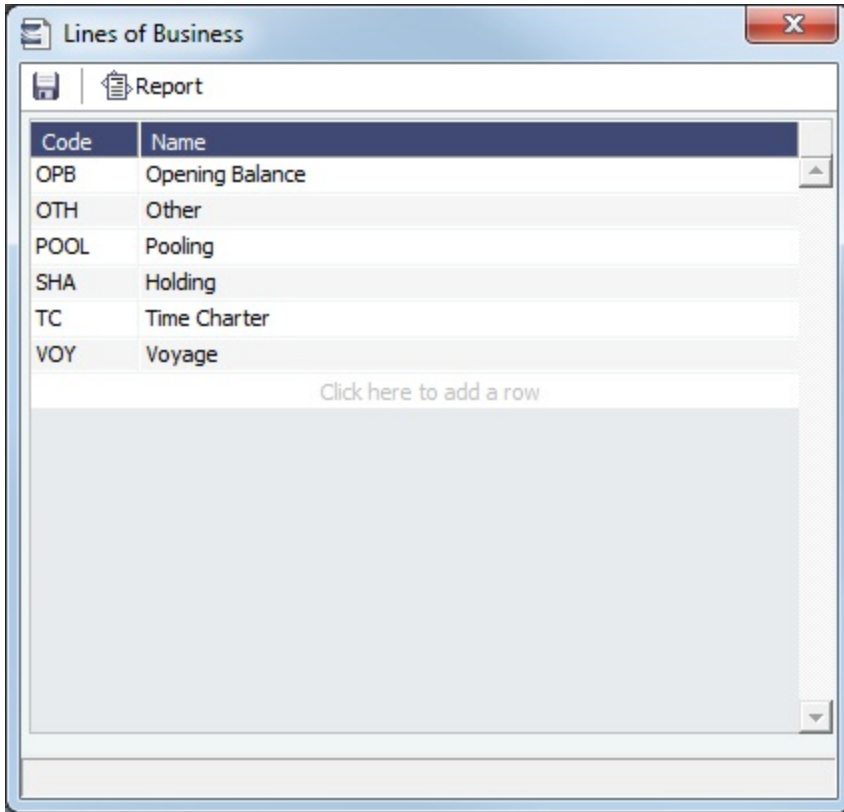 Lines of Business
Report
Code Name
OPB Opening Balance
OTH Other
POOL Pooling
SHA Holding
TC Time Charter
VOY Voyage
Click here to add a row